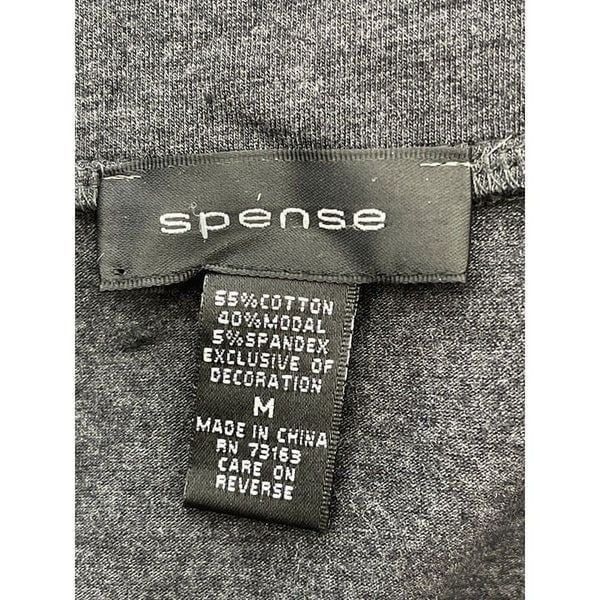 spense
55%COTTON
40%MODAL
5%SPANDEX
EXCLUSIVE OF
DECORATION
M
MADE IN CHINA
RN 73163
CARE ON
REVERSE